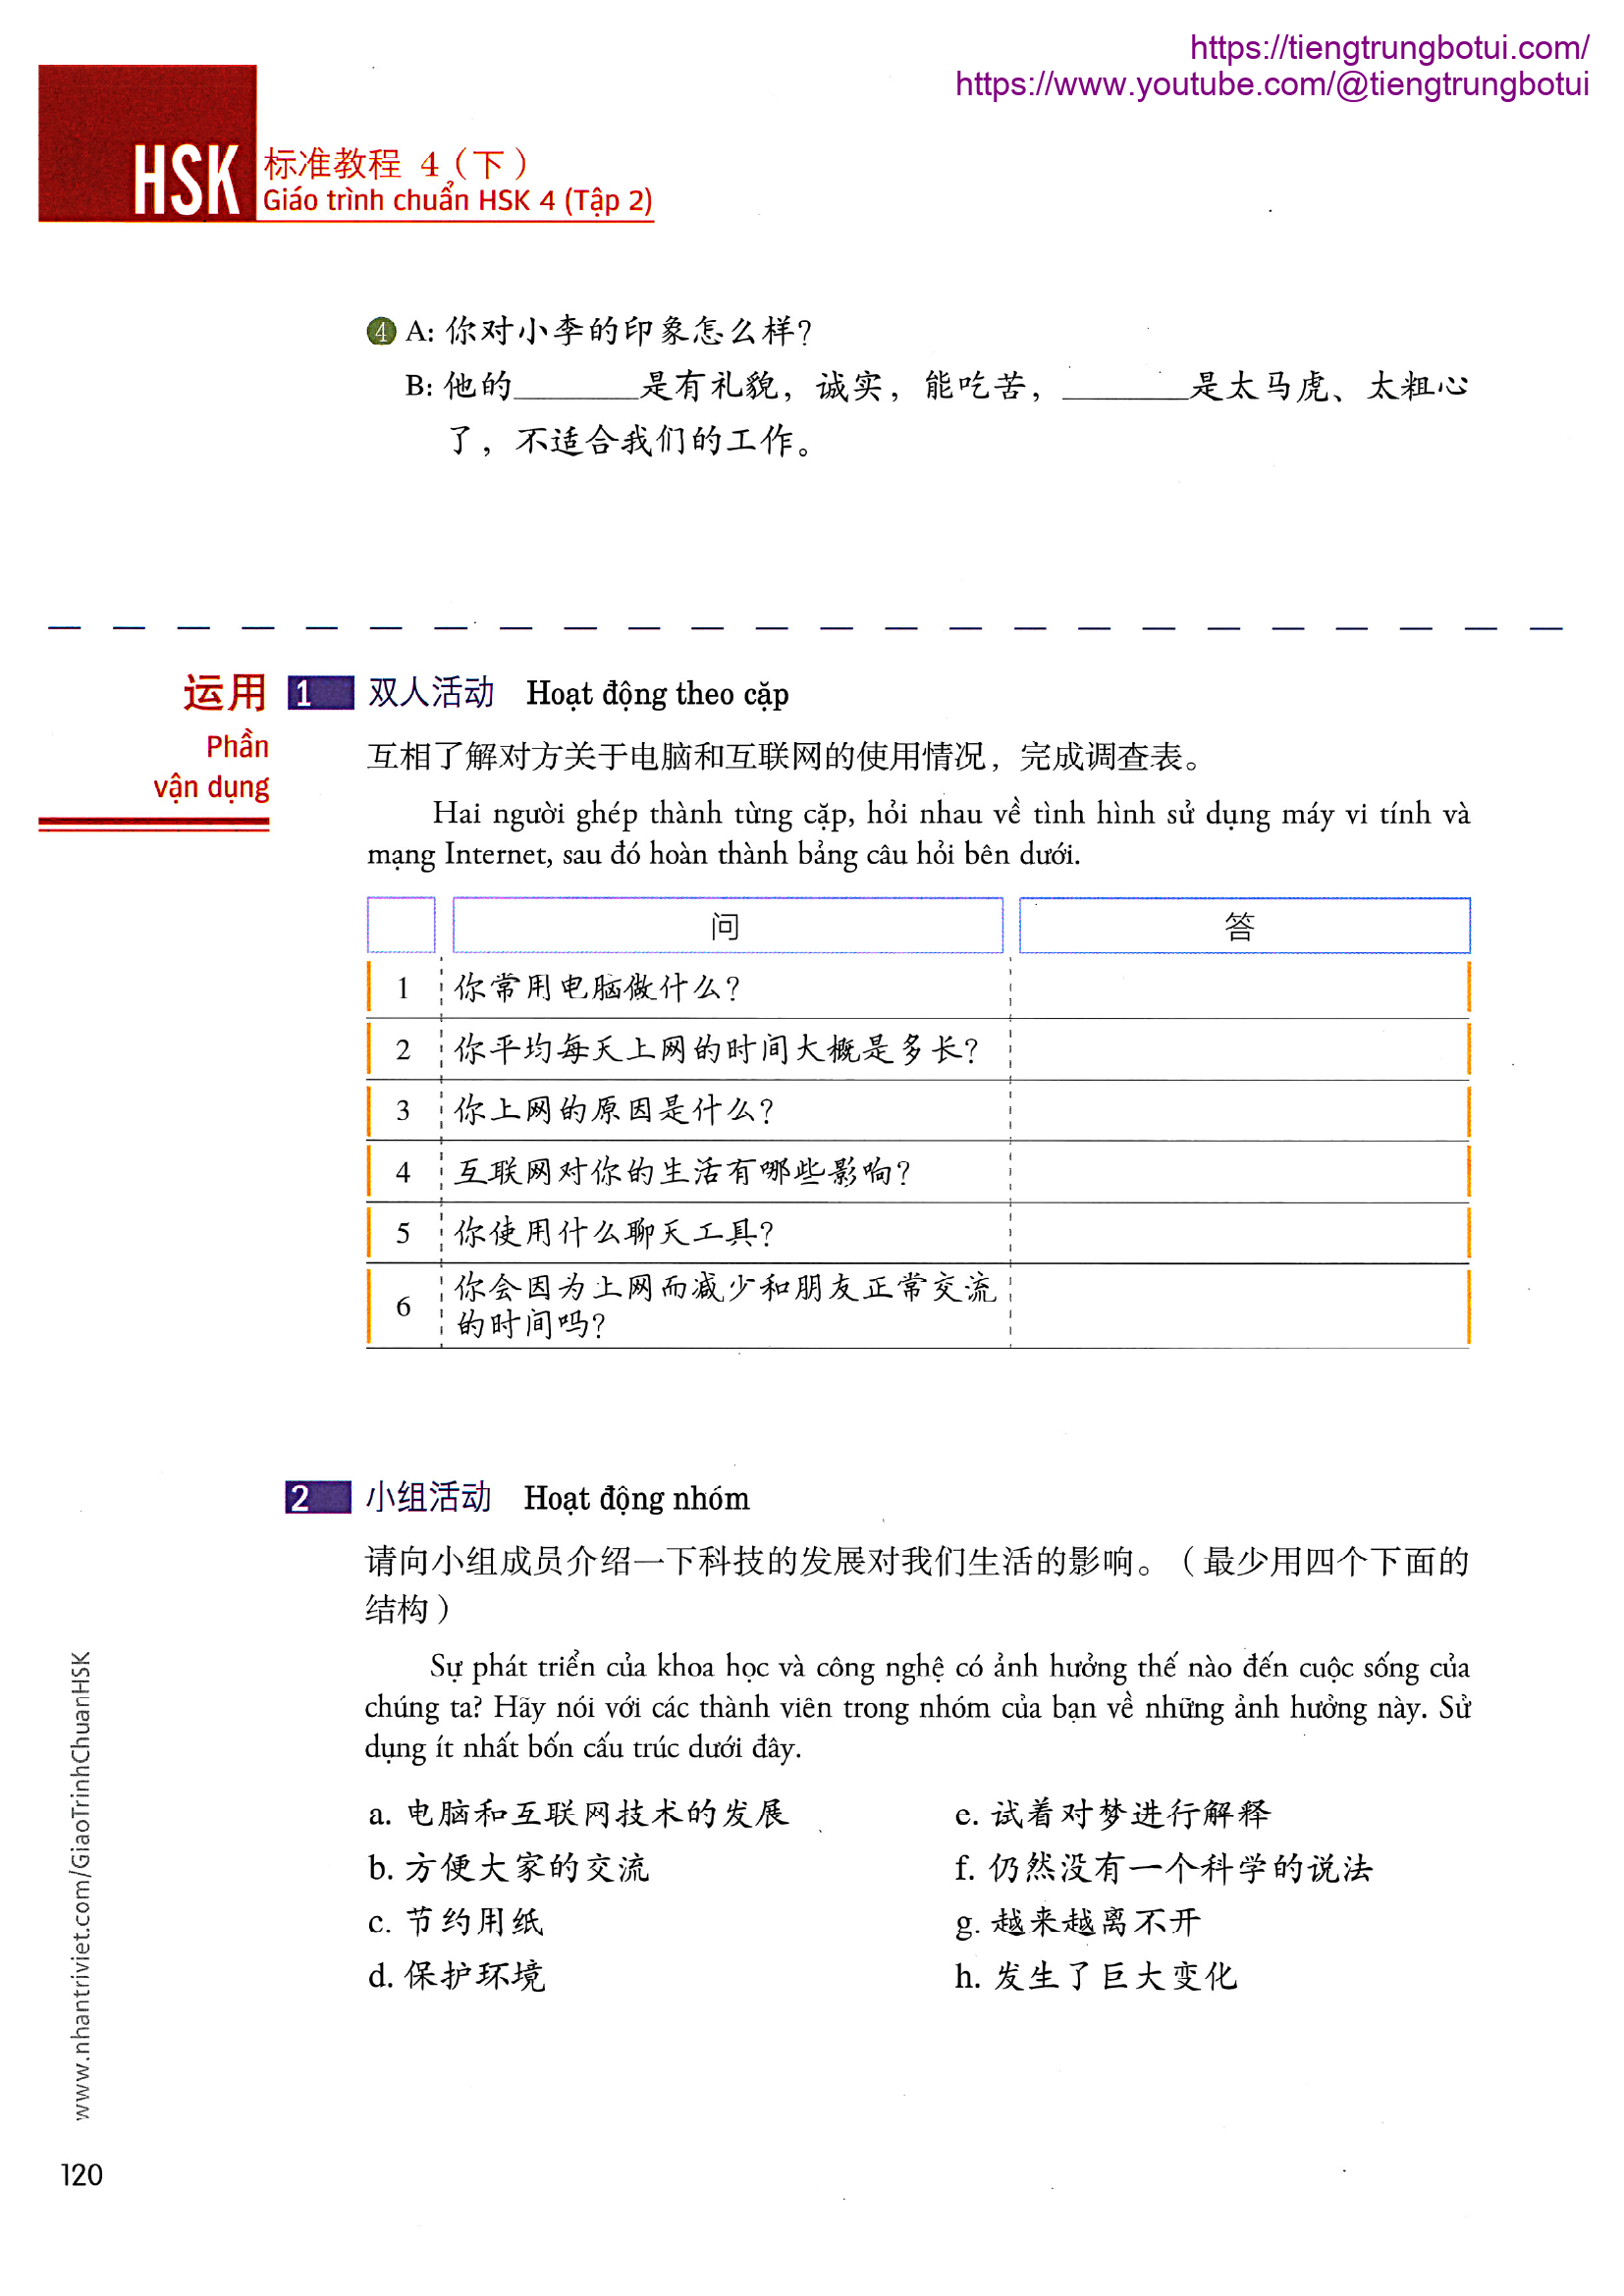 https://tiengtrungbotui.com/
https://www.youtube.com/@tiengtrungbotui
HSK 标准教程 4（下）
Giáo trình chuẩn HSK 4 (Tập 2)
4 A: 你对小李的印象怎么样？
B: 他的_______是有礼貌，诚实，能吃苦，_______是太马虎、太粗心
了，不适合我们的工作。
运用
Phần
vận dụng
1 双人活动 Hoạt động theo cặp
互相了解对方关于电脑和互联网的使用情况，完成调查表。
Hai người ghép thành từng cặp, hỏi nhau về tình hình sử dụng máy vi tính và
mạng Internet, sau đó hoàn thành bảng câu hỏi bên dưới.
问 答
1 你常用电脑做什么？
2 你平均每天上网的时间大概是多长？
3 你上网的原因是什么？
4 互联网对你的生活有哪些影响？
5 你使用什么聊天工具？
6 你会因为上网而减少和朋友正常交流
的时间吗？
2 小组活动 Hoạt động nhóm
请向小组成员介绍一下科技的发展对我们生活的影响。（最少用四个下面的
结构）
Sự phát triển của khoa học và công nghệ có ảnh hưởng thế nào đến cuộc sống của
chúng ta? Hãy nói với các thành viên trong nhóm của bạn về những ảnh hưởng này. Sử
dụng ít nhất bốn cấu trúc dưới đây.
a. 电脑和互联网技术的发展
b. 方便大家的交流
c. 节约用纸
d. 保护环境
e. 试着对梦进行解释
f. 仍然没有一个科学的说法
g. 越来越离不开
h. 发生了巨大变化
www.nhantriviet.com/GiaoTrinhChuanHSK
120